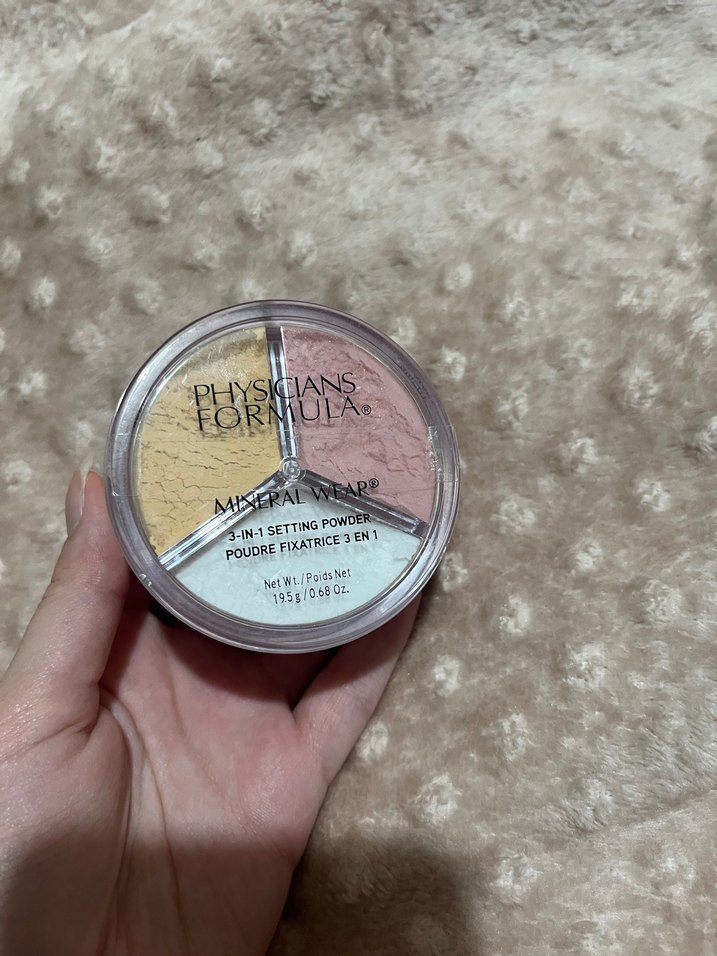 PHYSICIANS
FORMULA®
MINERAL WEAR®
3-IN-1 SETTING POWDER
POUDRE FIXATRICE 3 EN 1
Net Wt./Poids Net
19.5 g / 0.68 Oz.